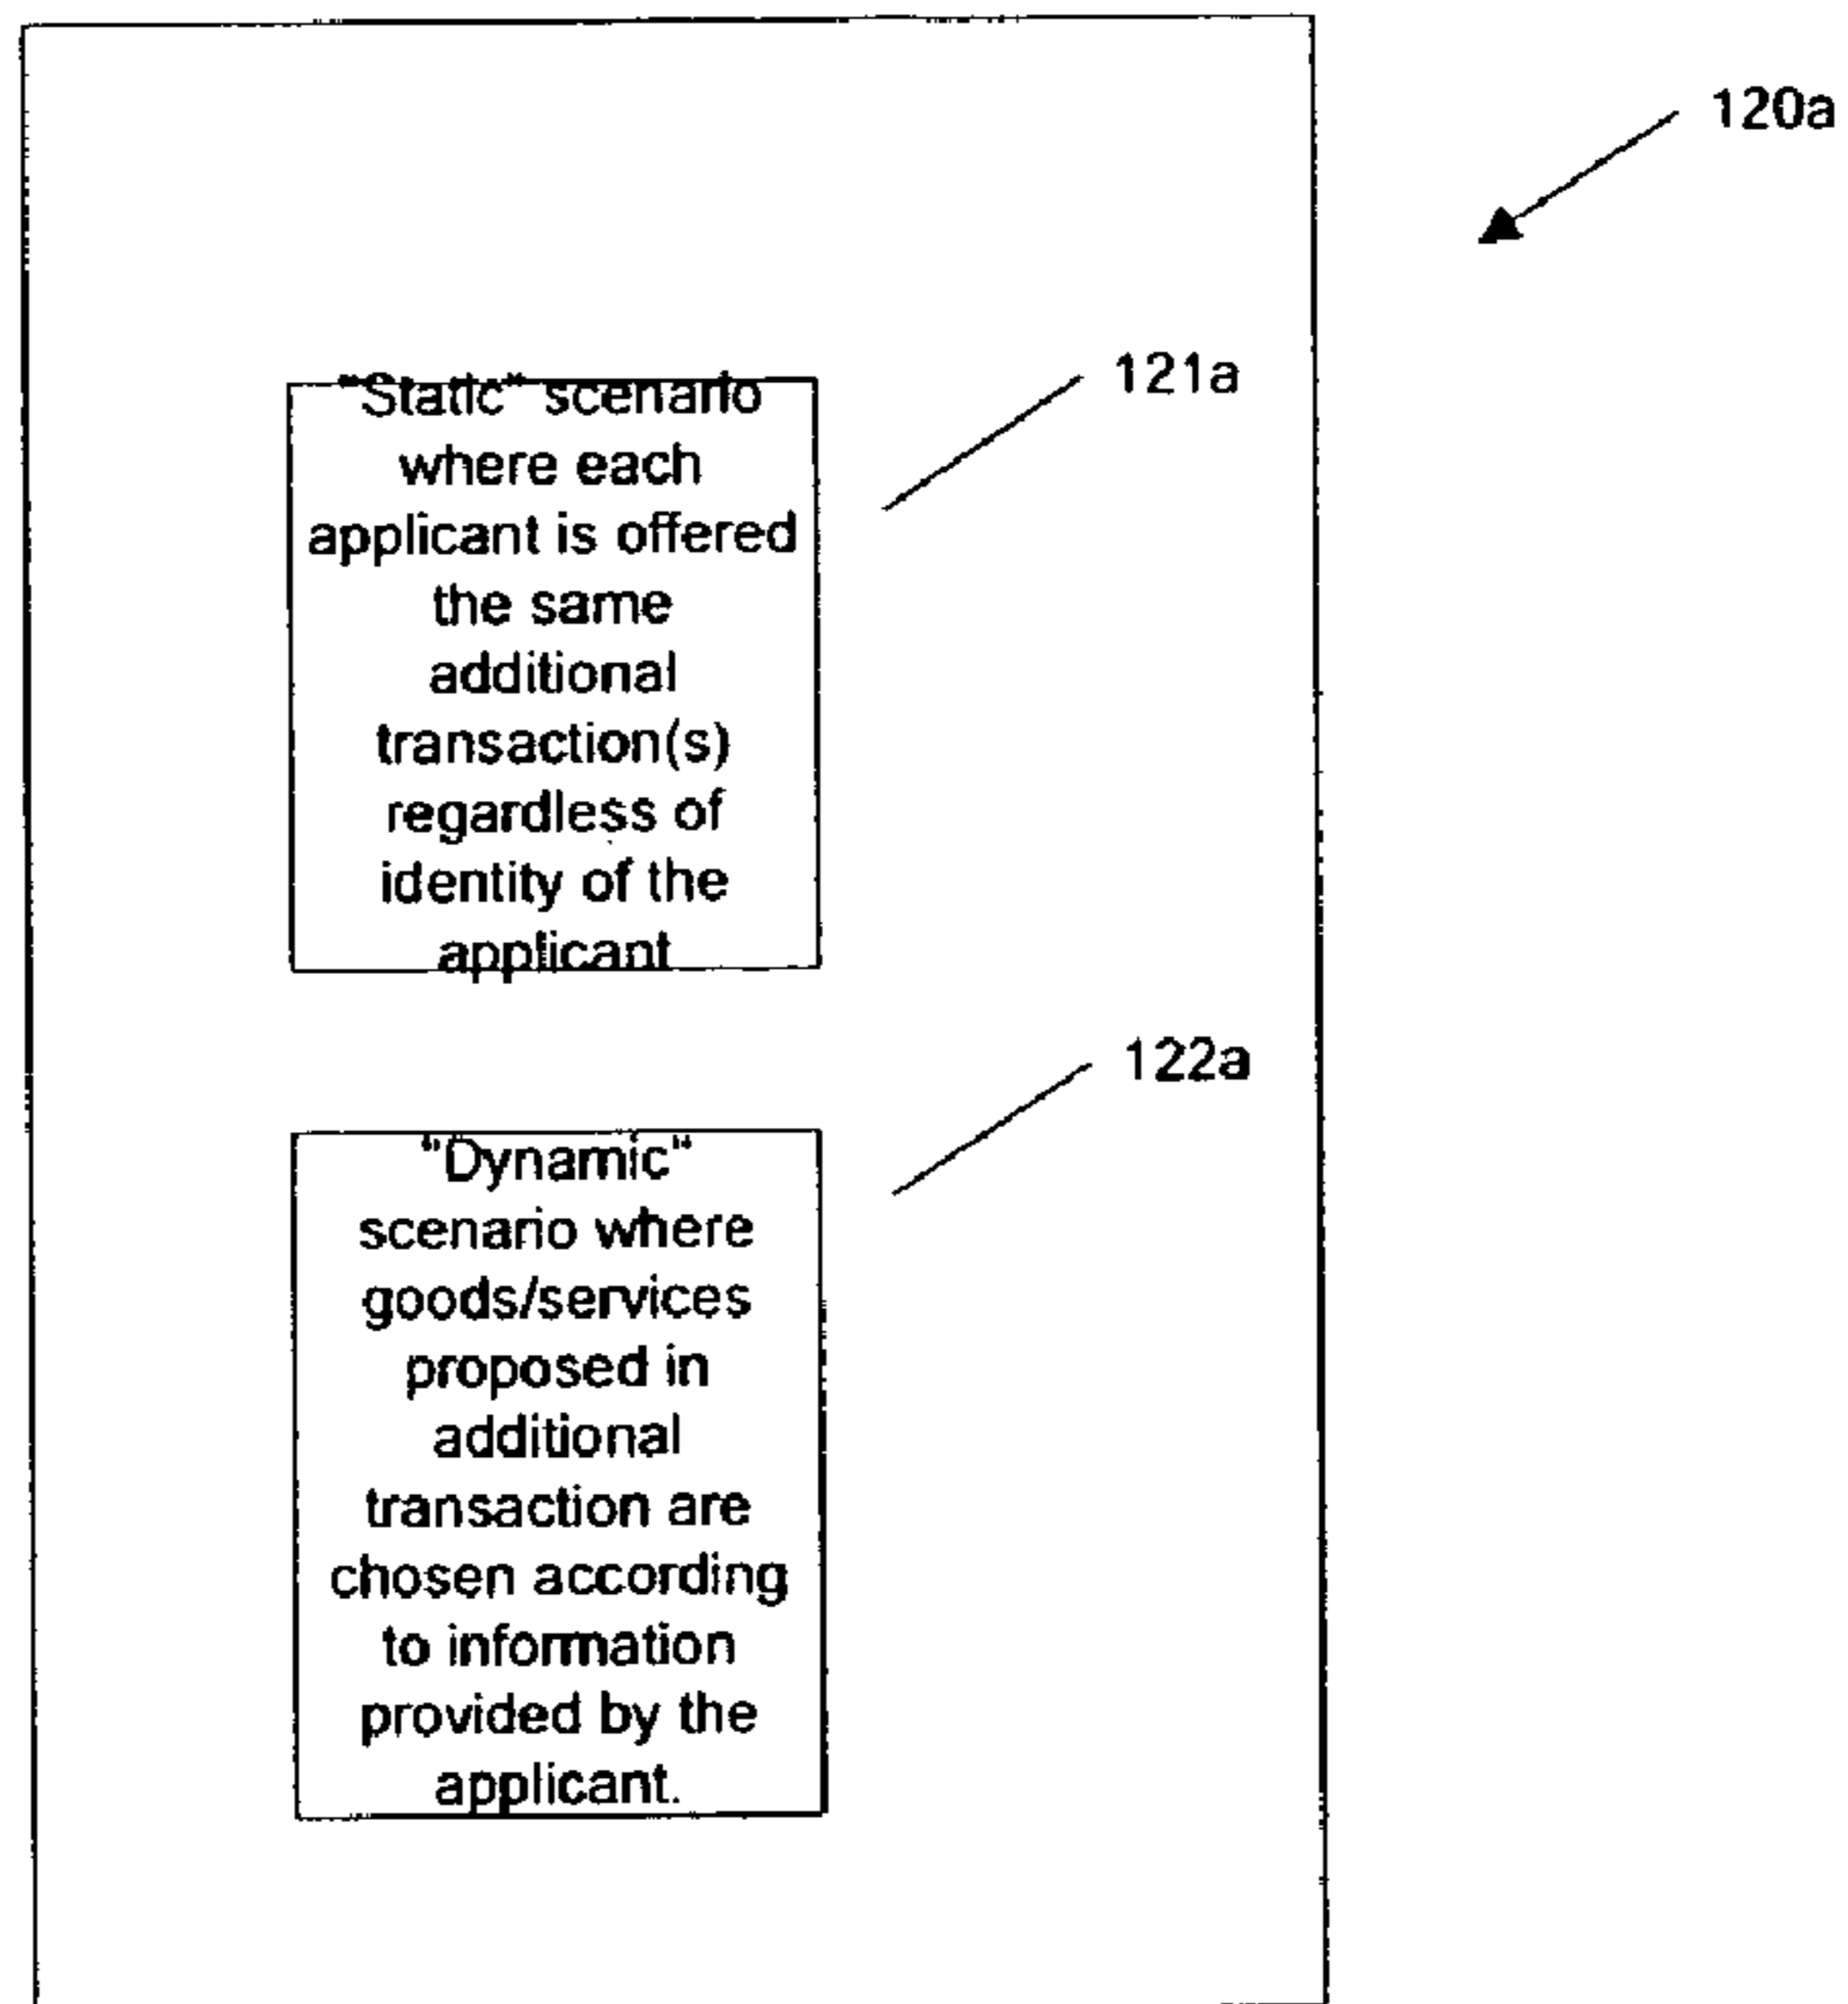 120a
121a
"Static" scenario
where each
applicant is offered
the same
additional
transaction(s)
regardless of
identity of the
applicant
122a
"Dynamic"
scenario where
goods/services
proposed in
additional
transaction are
chosen according
to information
provided by the
applicant.